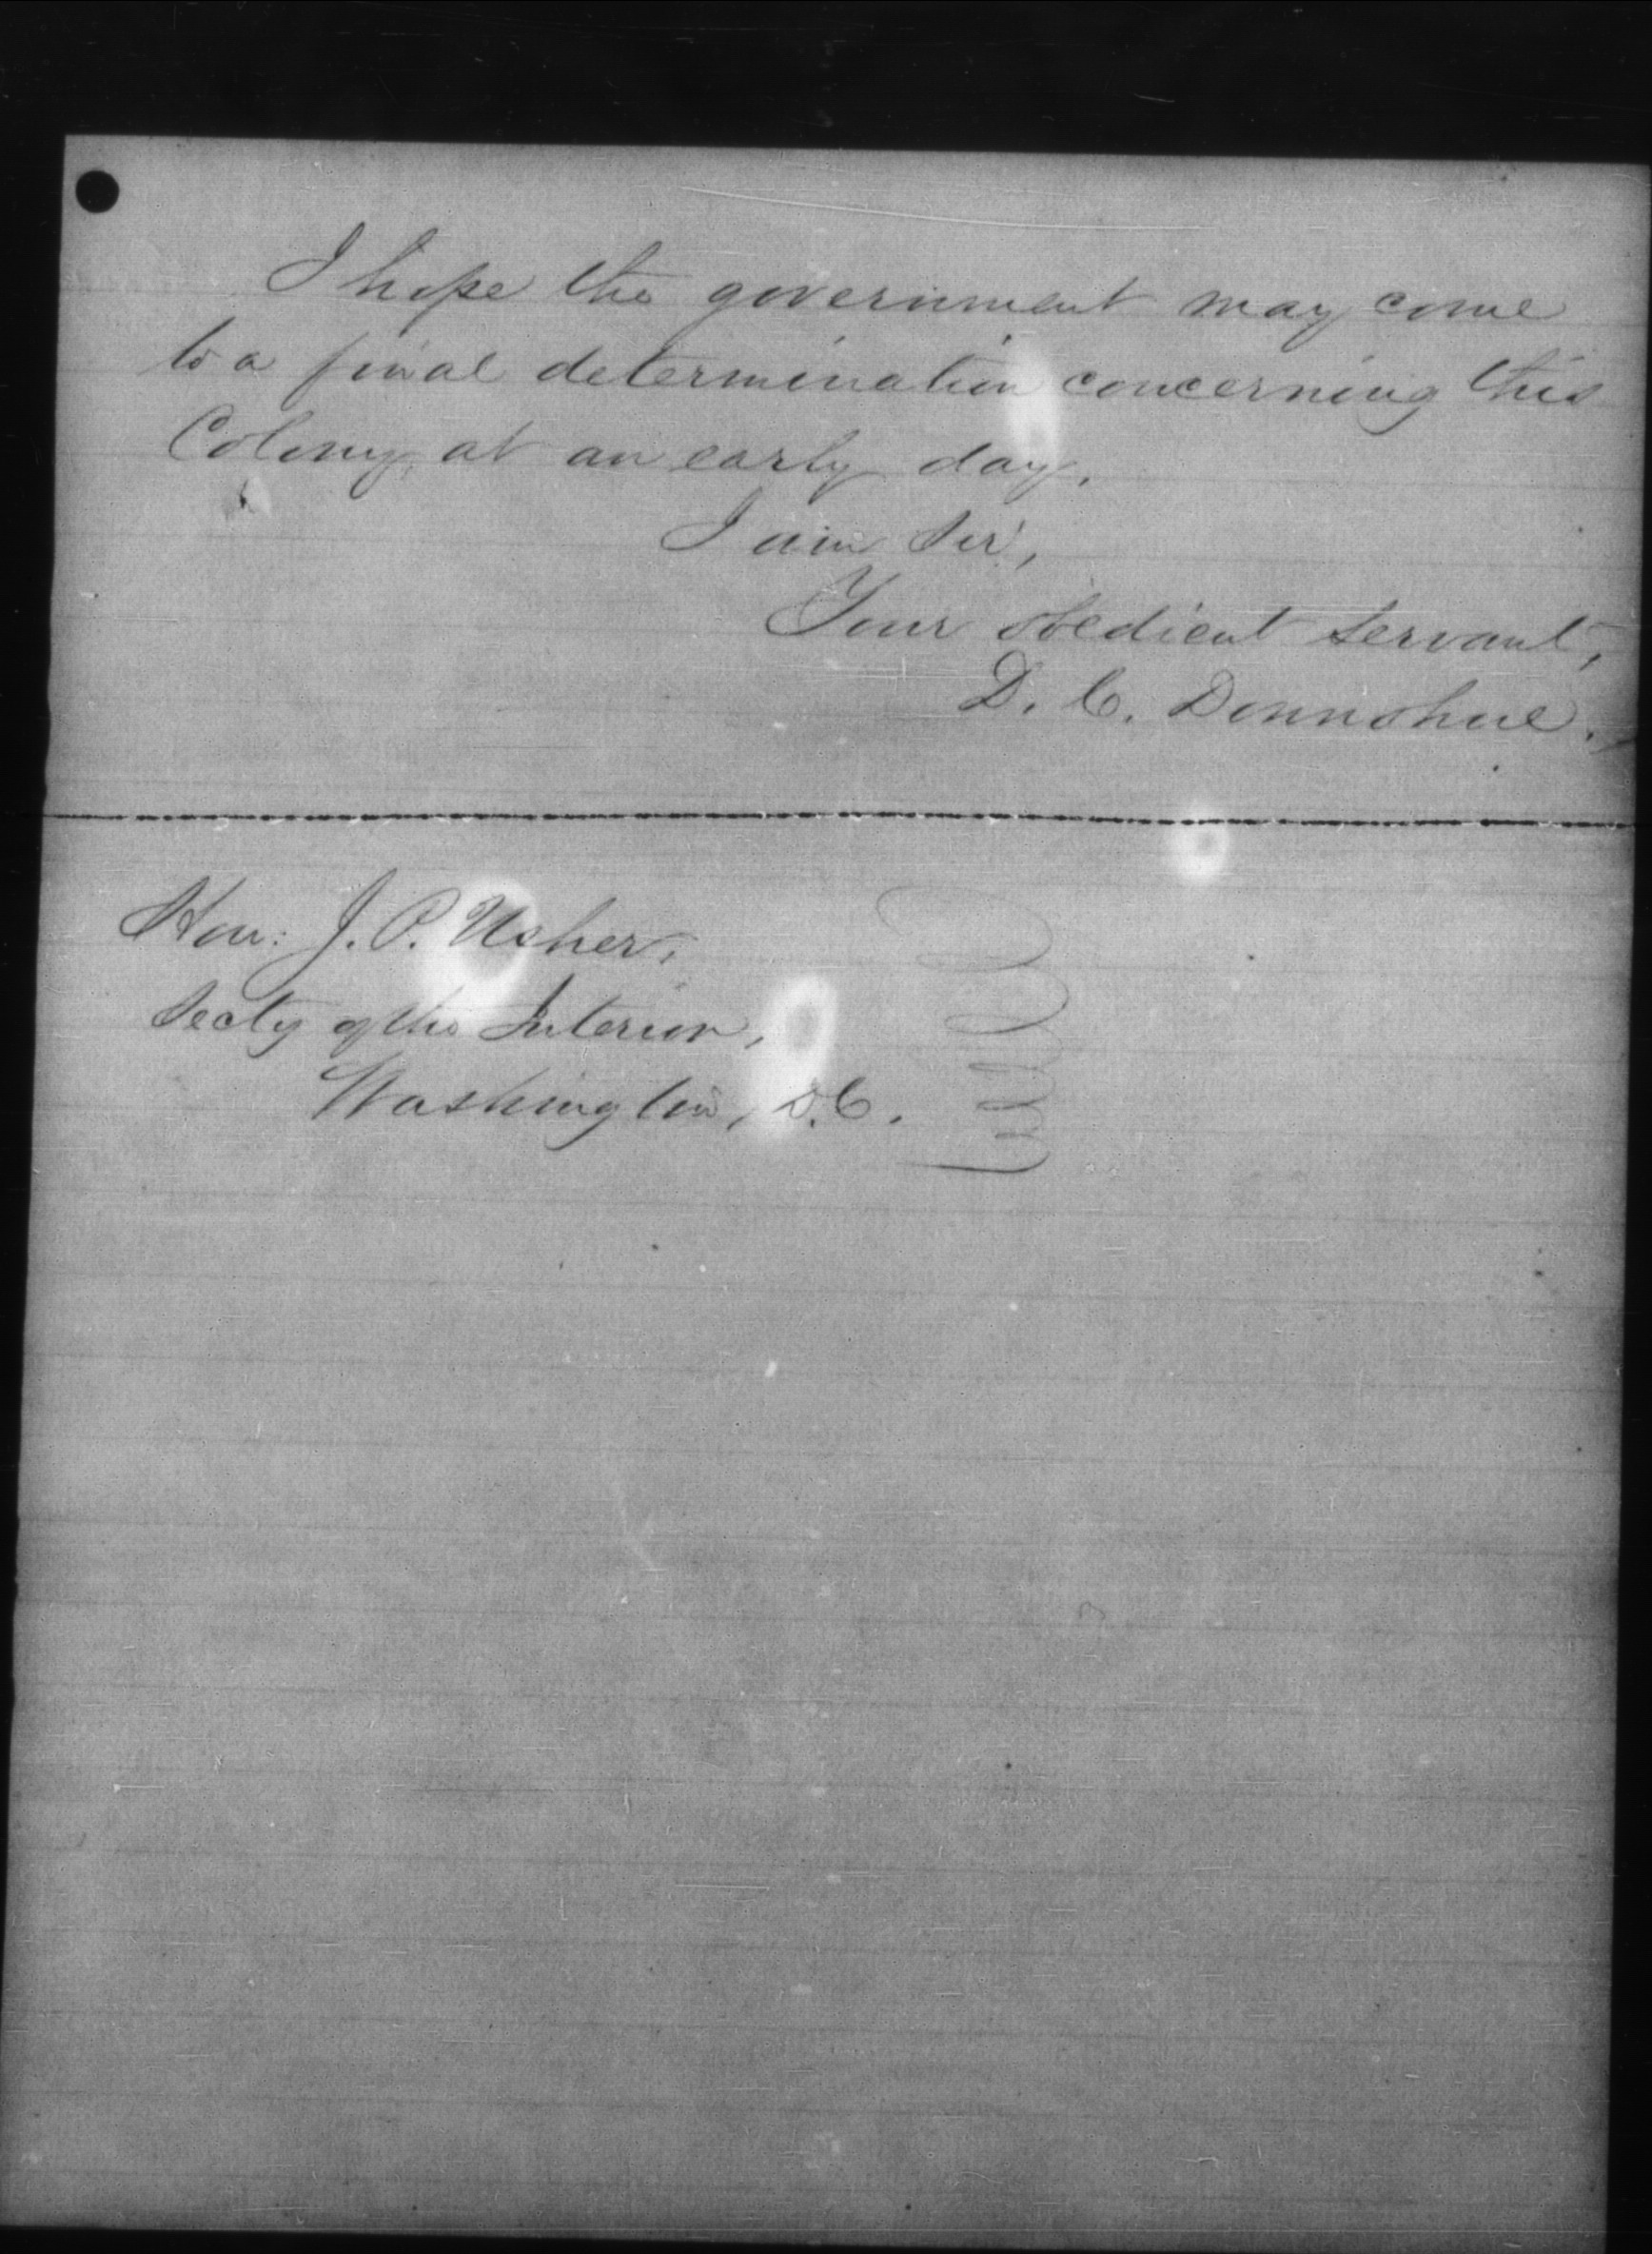 I hope the government may come
to a final determination concerning this
Colony, at an early day.
I am Sir,
Your obedient servant,
D. C. Donnohue.
Hon: J. P. Usher,
Secty of the Interior,
Washington, D.C.